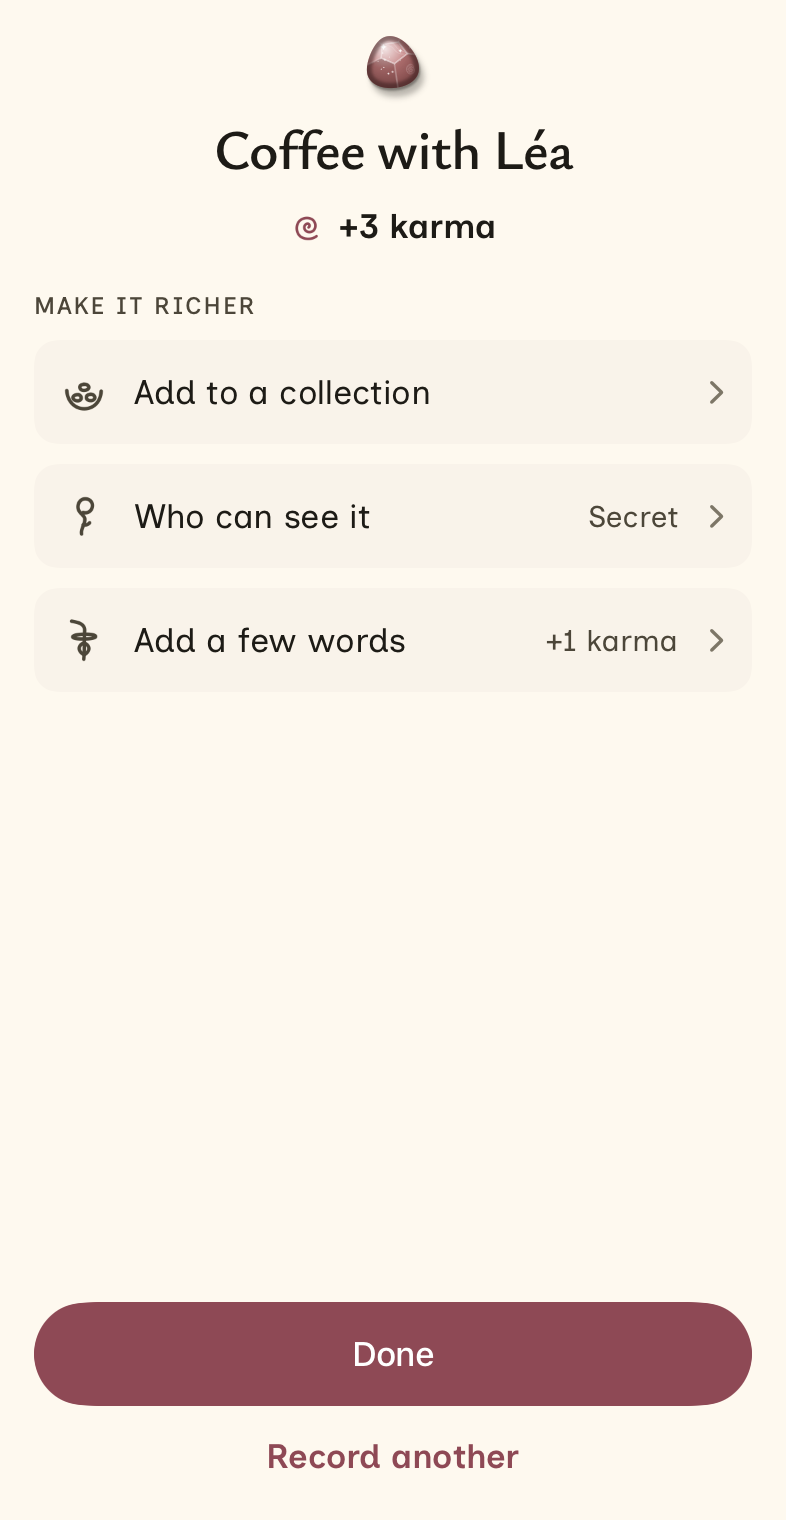 Coffee with Léa
+3 karma
MAKE IT RICHER
Add to a collection
Who can see it
Secret
Add a few words
+1 karma
Done
Record another